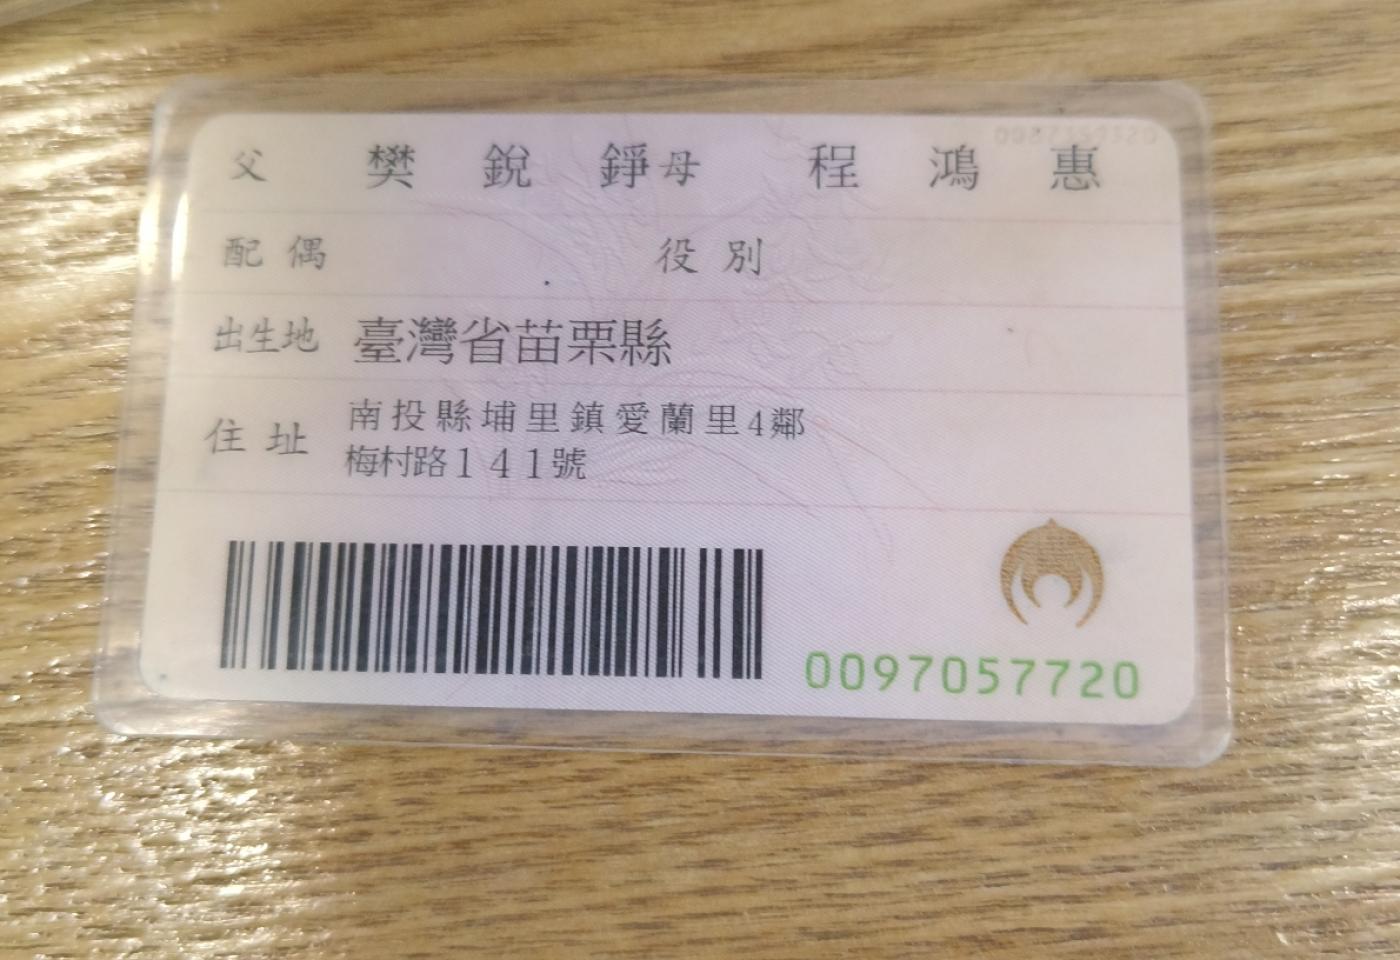 父 樊銳錚 母 程鴻惠
配偶 役別
出生地 臺灣省苗栗縣
住址 南投縣埔里鎮愛蘭里4鄰
梅村路141號
0097057720